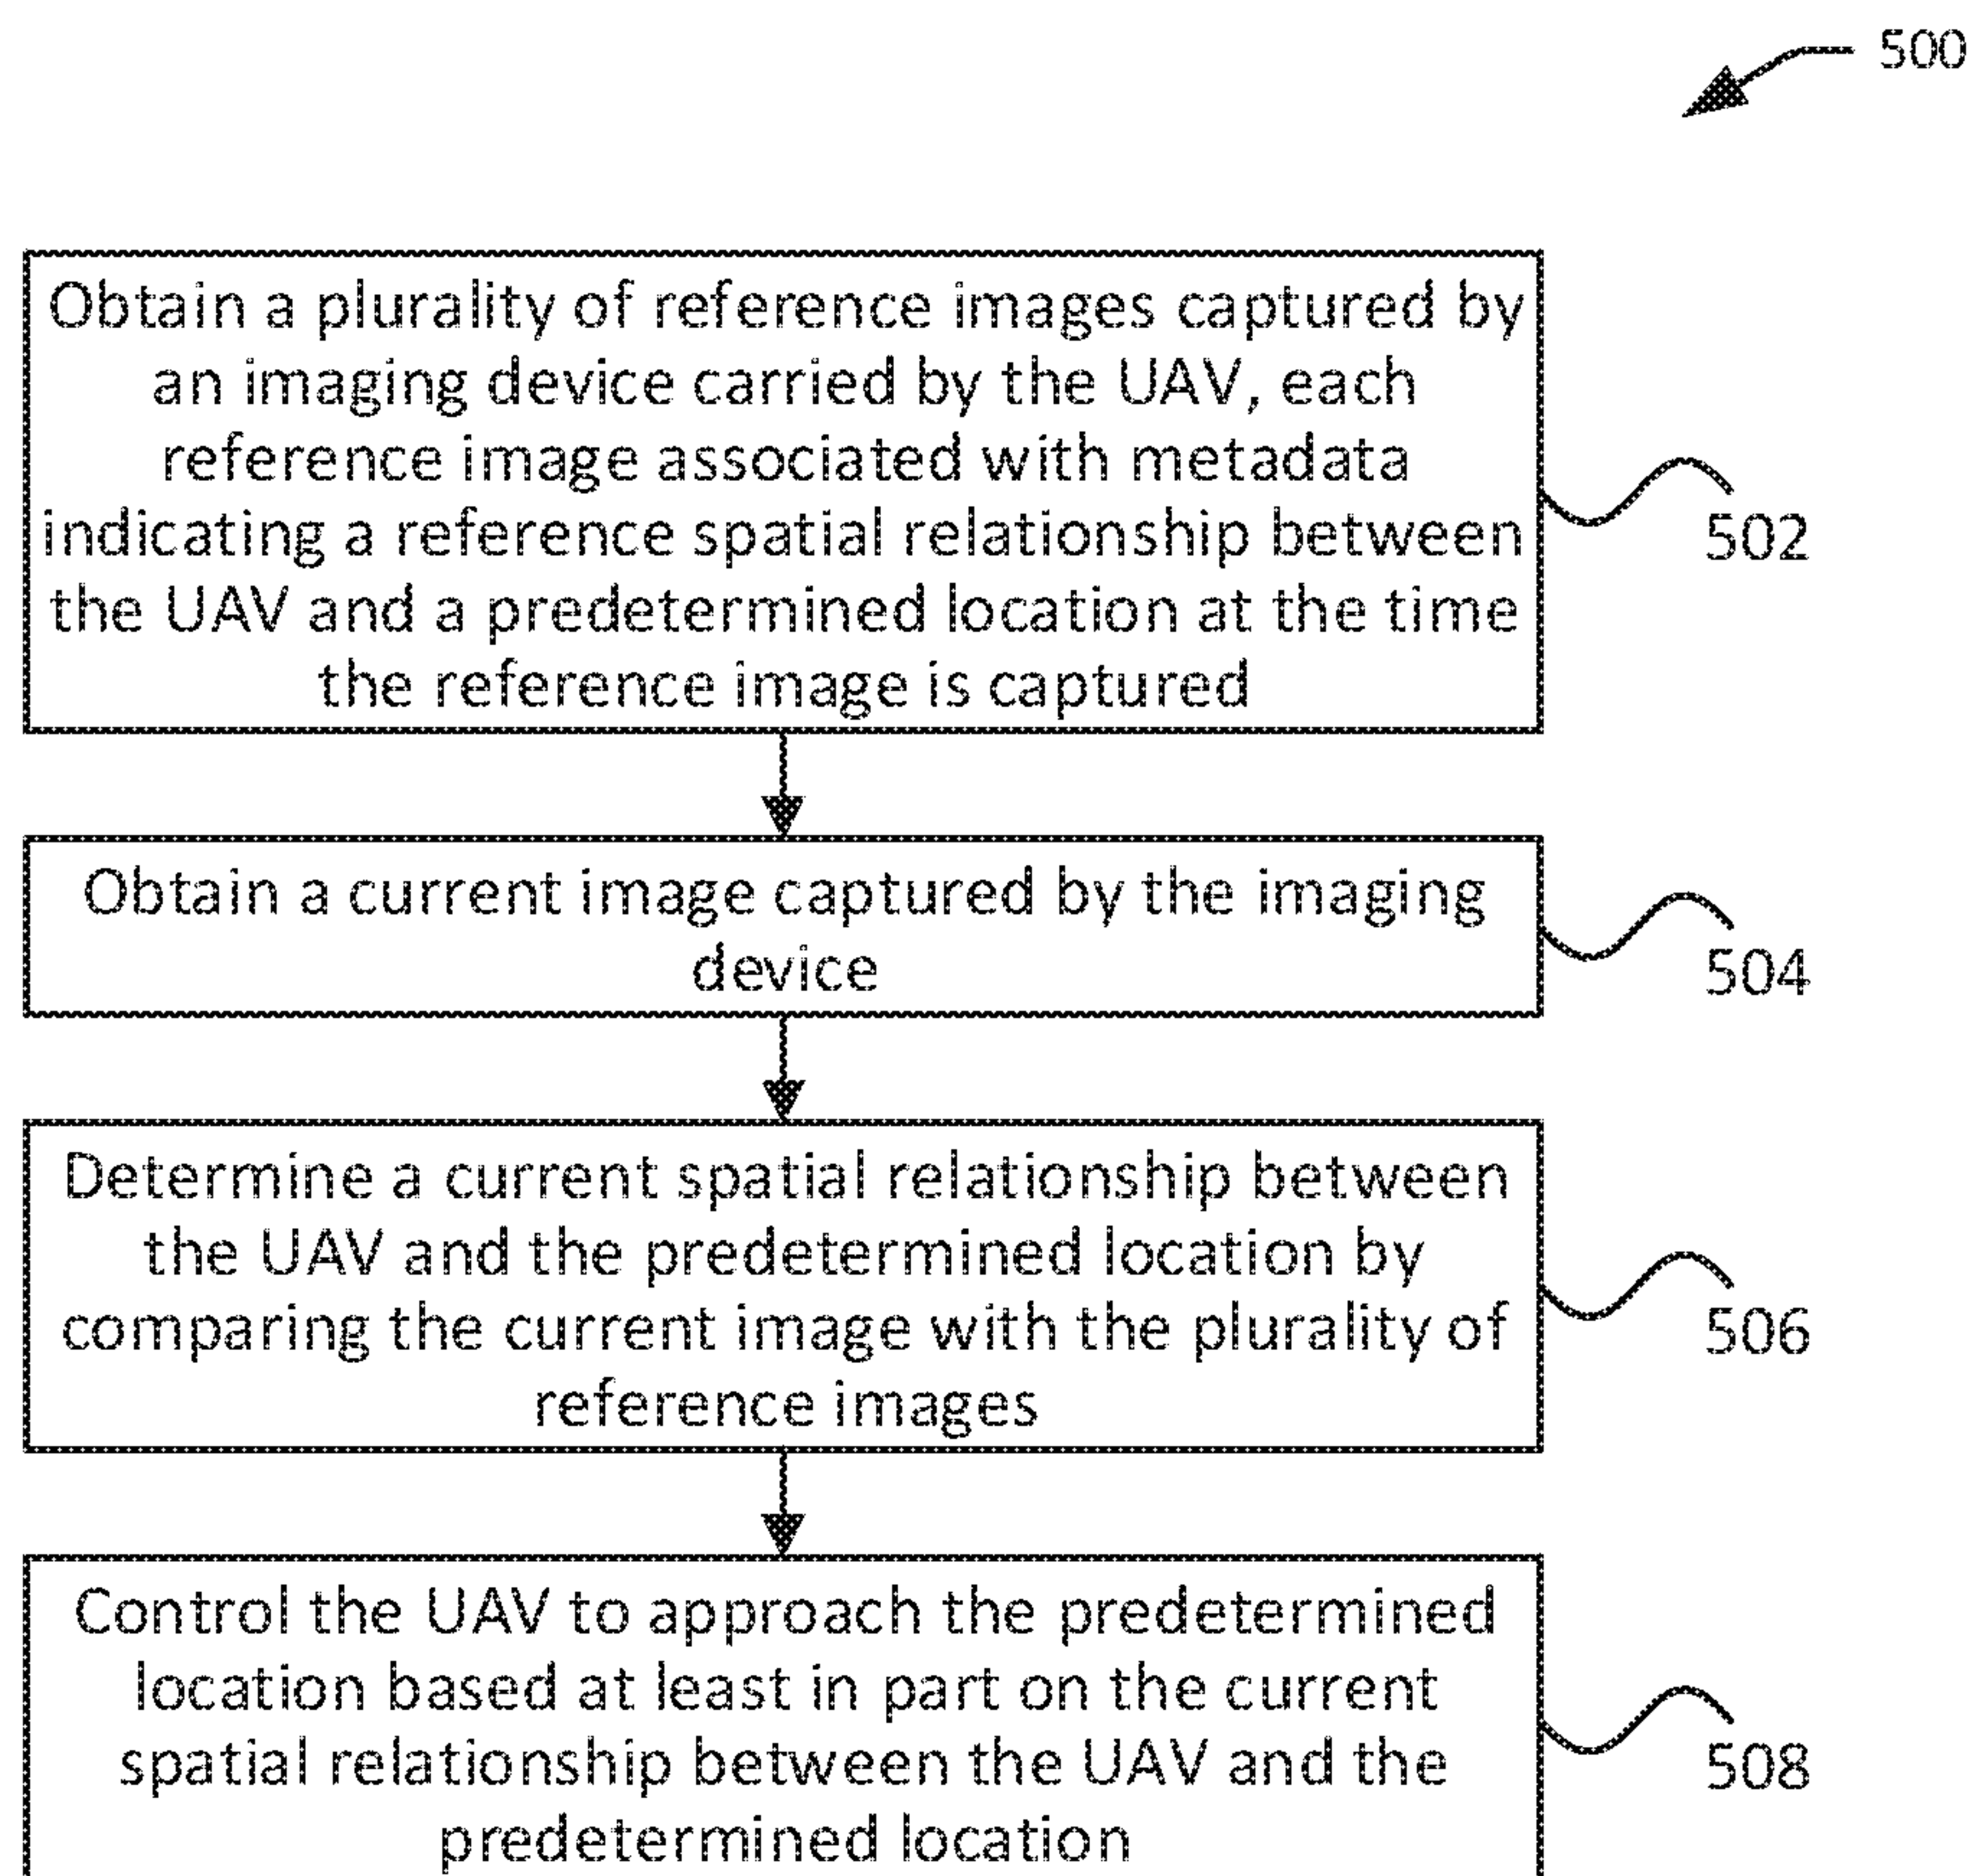 500
Obtain a plurality of reference images captured by
an imaging device carried by the UAV, each
reference image associated with metadata
indicating a reference spatial relationship between
the UAV and a predetermined location at the time
the reference image is captured
502
Obtain a current image captured by the imaging
device
504
Determine a current spatial relationship between
the UAV and the predetermined location by
comparing the current image with the plurality of
reference images
506
Control the UAV to approach the predetermined
location based at least in part on the current
spatial relationship between the UAV and the
predetermined location
508